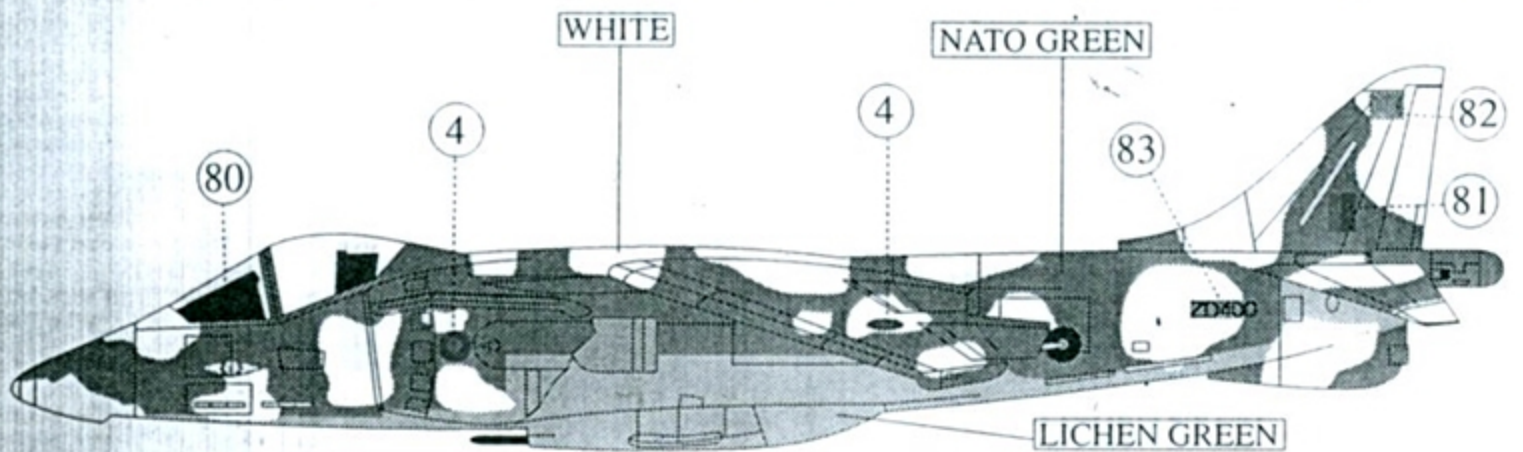 WHITE
NATO GREEN
4
4
82
83
80
81
ZD400
LICHEN GREEN